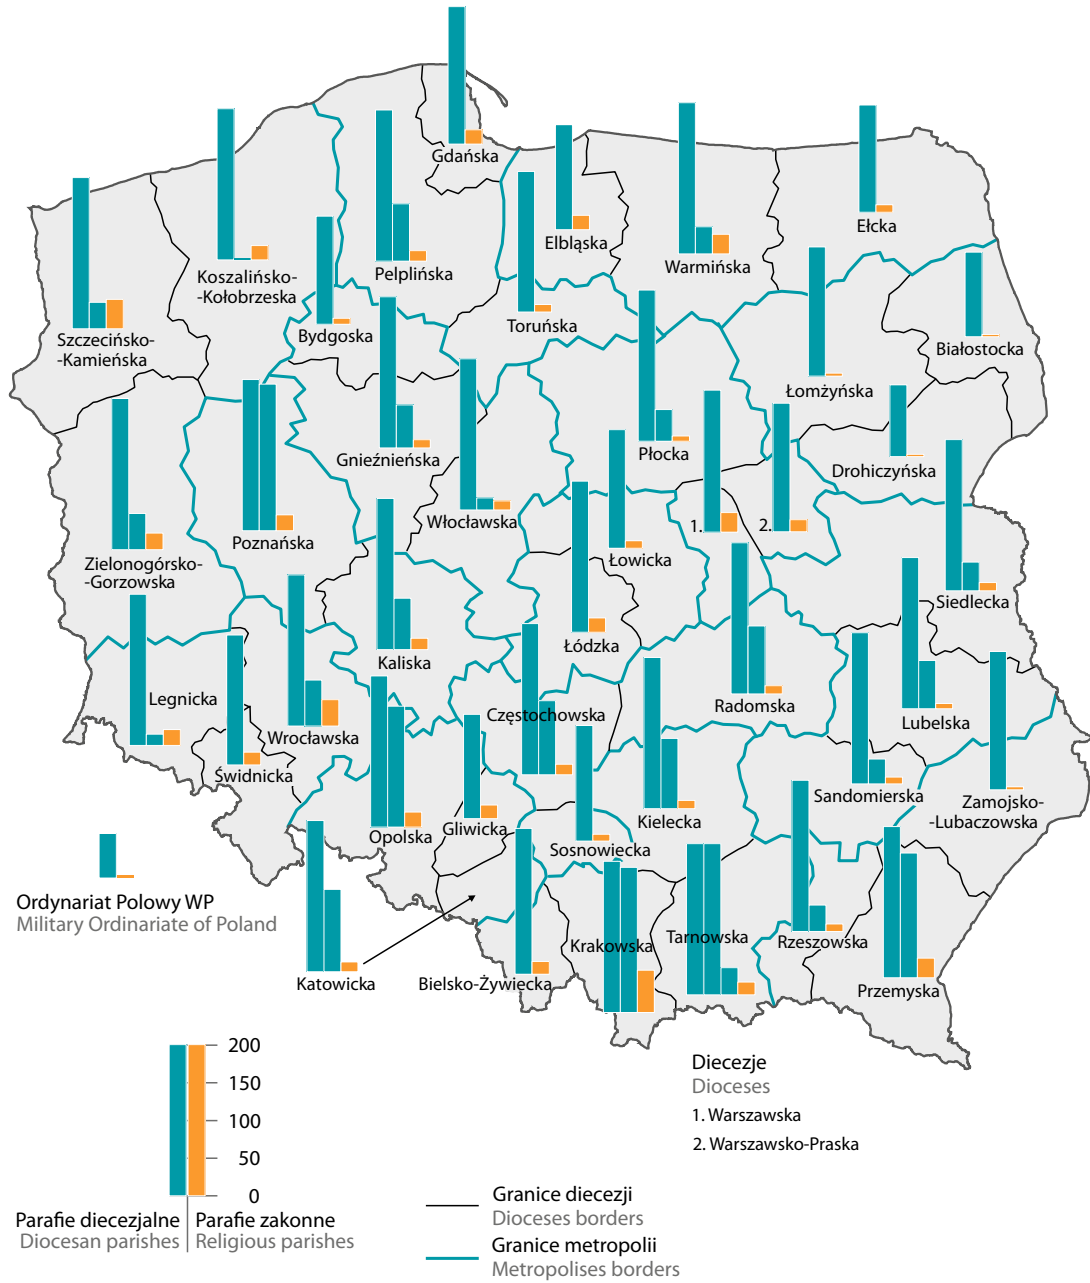 Gdańska
Ełcka
Elbląska
Koszalińsko-
-Kołobrzeska
Pelplińska
Warmińska
Szczecińsko-
-Kamieńska
Bydgoska
Toruńska
Białostocka
Łomżyńska
Gnieźnieńska
Płocka
Drohiczyńska
Włocławska
1.
2.
Poznańska
Łowicka
Zielonogórsko-
-Gorzowska
Siedlecka
Łódzka
Kaliska
Legnicka
Radomska
Lubelska
Częstochowska
Wrocławska
Świdnicka
Sandomierska
Zamojsko-
-Lubaczowska
Opolska
Gliwicka
Kielecka
Sosnowiecka
Ordynariat Polowy WP
Military Ordinariate of Poland
Tarnowska
Krakowska
Rzeszowska
Katowicka
Bielsko-Żywiecka
Przemyska
200
150
100
50
0
Parafie diecezjalne
Diocesan parishes
Parafie zakonne
Religious parishes
Diecezje
Dioceses
1. Warszawska
2. Warszawsko-Praska
Granice diecezji
Dioceses borders
Granice metropolii
Metropolises borders